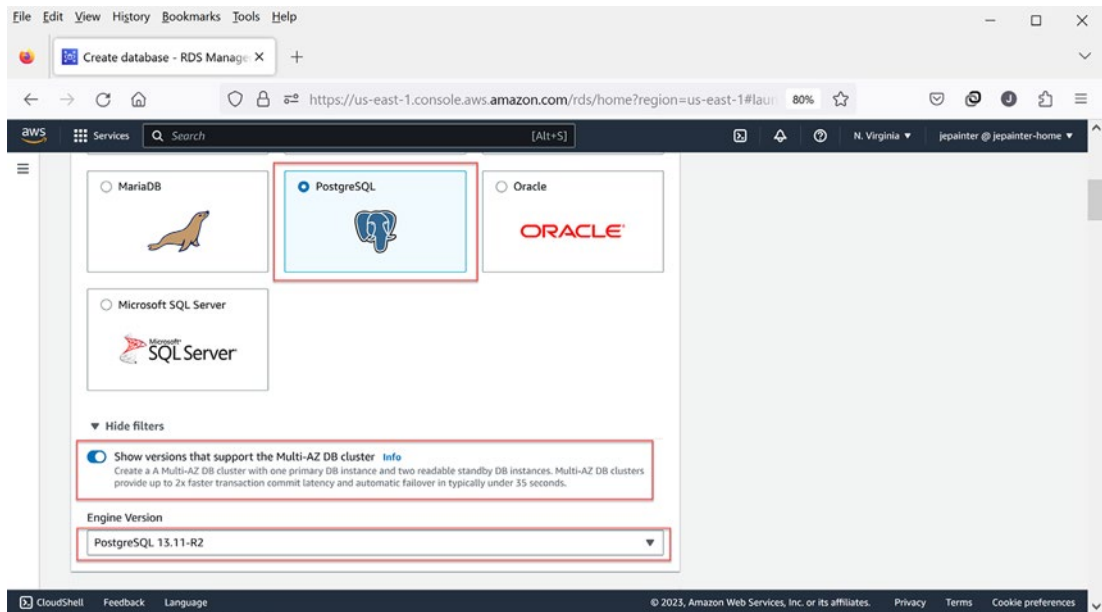 File Edit View History Bookmarks Tools Help
Create database - RDS Manage
https://us-east-1.console.aws.amazon.com/rds/home?region=us-east-1#laun 80%
J
aws Services Search [Alt+S] N. Virginia jepainter @ jepainter-home
MariaDB
PostgreSQL
Oracle
ORACLE
Microsoft SQL Server
Microsoft
SQL Server
Hide filters
Show versions that support the Multi-AZ DB cluster Info
Create a A Multi-AZ DB cluster with one primary DB instance and two readable standby DB instances. Multi-AZ DB clusters
provide up to 2x faster transaction commit latency and automatic failover in typically under 35 seconds.
Engine Version
PostgreSQL 13.11-R2
CloudShell Feedback Language © 2023, Amazon Web Services, Inc. or its affiliates. Privacy Terms Cookie preferences